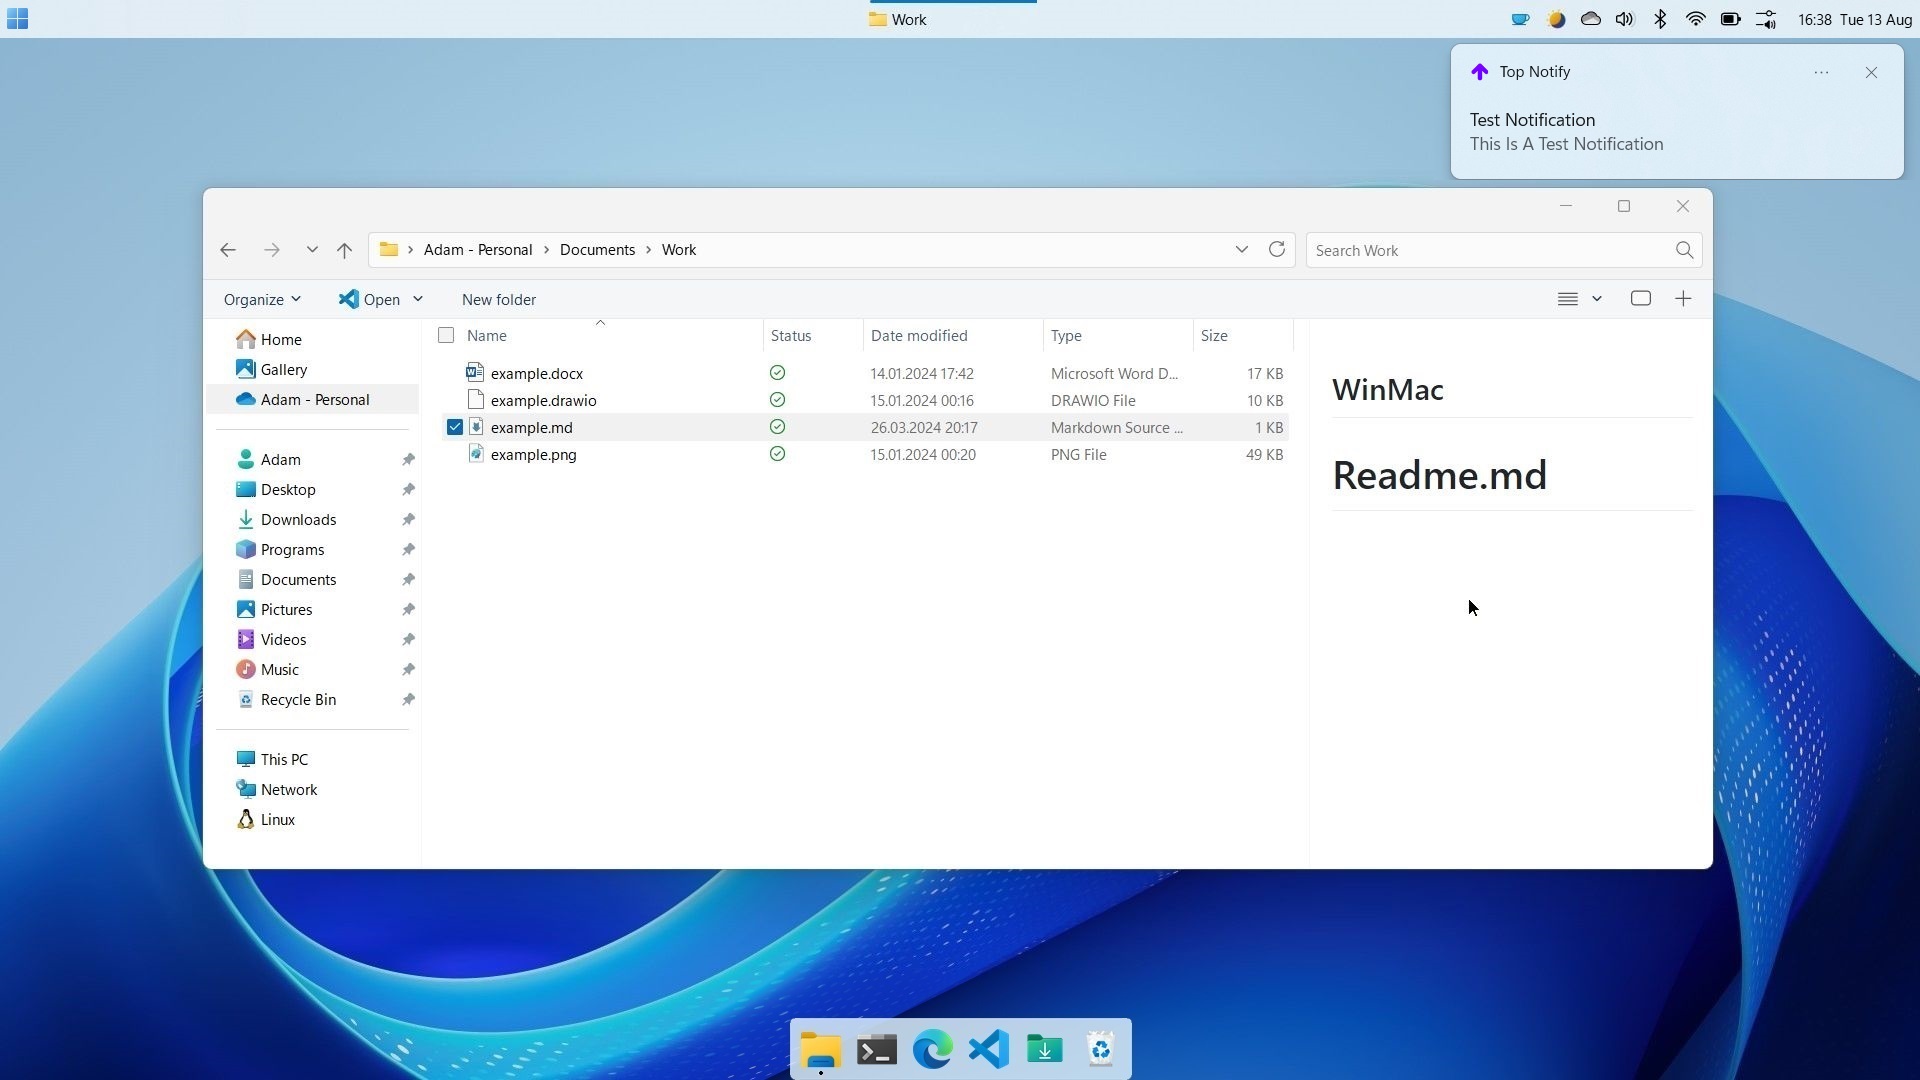 Work
16:38 Tue 13 Aug
Top Notify
Test Notification
This Is A Test Notification
Adam - Personal Documents Work
Search Work
Organize Open New folder
Home
Gallery
Adam - Personal
Adam
Desktop
Downloads
Programs
Documents
Pictures
Videos
Music
Recycle Bin
This PC
Network
Linux
Name Status Date modified Type Size
example.docx 14.01.2024 17:42 Microsoft Word D... 17 KB
example.drawio 15.01.2024 00:16 DRAWIO File 10 KB
example.md 26.03.2024 20:17 Markdown Source ... 1 KB
example.png 15.01.2024 00:20 PNG File 49 KB
WinMac
Readme.md